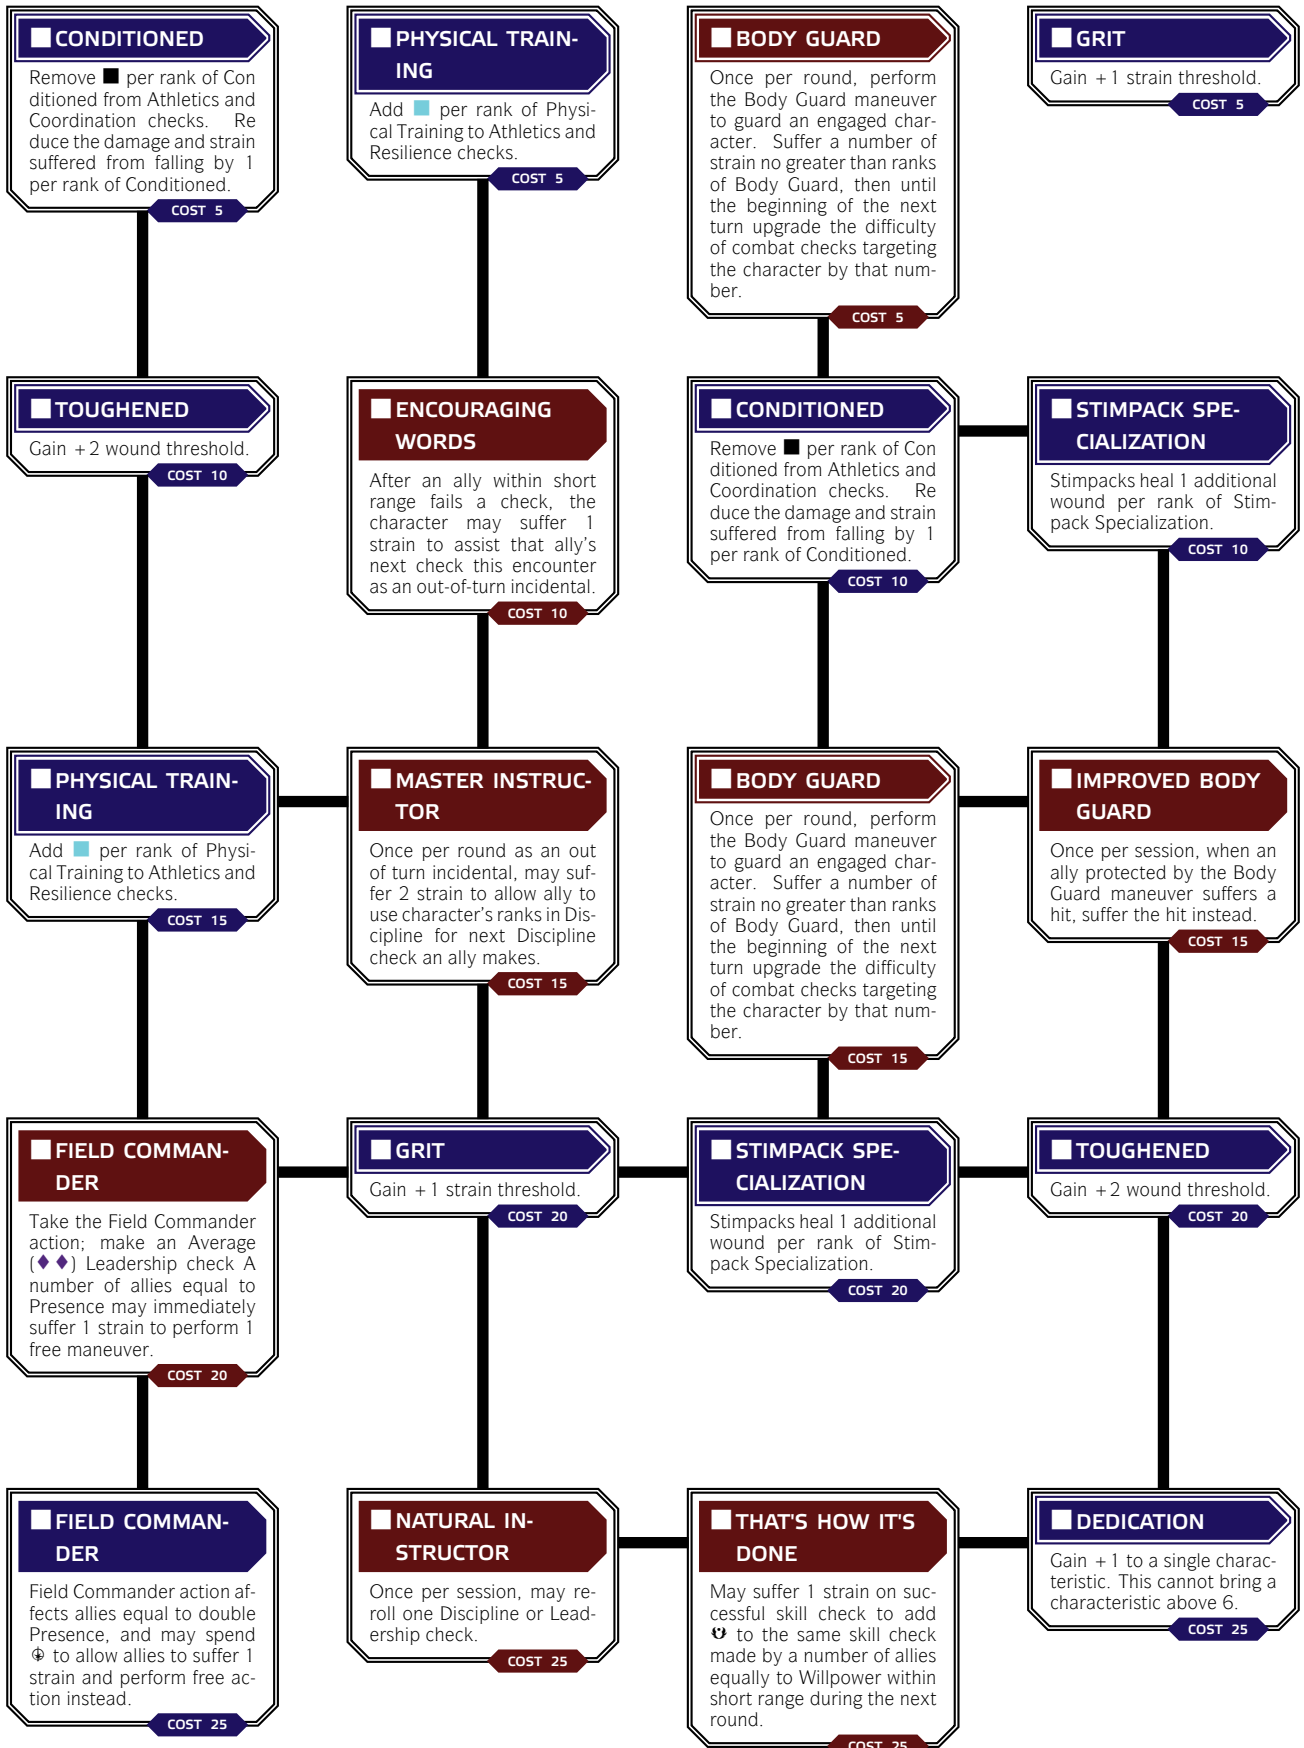 CONDITIONED
Remove ■ per rank of Con
ditioned from Athletics and
Coordination checks. Re
duce the damage and strain
suffered from falling by 1
per rank of Conditioned.
COST 5
PHYSICAL TRAIN-
ING
Add ■ per rank of Physi-
cal Training to Athletics and
Resilience checks.
COST 5
BODY GUARD
Once per round, perform
the Body Guard maneuver
to guard an engaged char-
acter. Suffer a number of
strain no greater than ranks
of Body Guard, then until
the beginning of the next
turn upgrade the difficulty
of combat checks targeting
the character by that num-
ber.
COST 5
GRIT
Gain +1 strain threshold.
COST 5
TOUGHENED
Gain +2 wound threshold.
COST 10
ENCOURAGING
WORDS
After an ally within short
range fails a check, the
character may suffer 1
strain to assist that ally's
next check this encounter
as an out-of-turn incidental.
COST 10
CONDITIONED
Remove ■ per rank of Con
ditioned from Athletics and
Coordination checks. Re
duce the damage and strain
suffered from falling by 1
per rank of Conditioned.
COST 10
STIMPACK SPE-
CIALIZATION
Stimpacks heal 1 additional
wound per rank of Stim-
pack Specialization.
COST 10
PHYSICAL TRAIN-
ING
Add ■ per rank of Physi-
cal Training to Athletics and
Resilience checks.
COST 15
MASTER INSTRUC-
TOR
Once per round as an out
of turn incidental, may suf-
fer 2 strain to allow ally to
use character's ranks in Dis-
cipline for next Discipline
check an ally makes.
COST 15
BODY GUARD
Once per round, perform
the Body Guard maneuver
to guard an engaged char-
acter. Suffer a number of
strain no greater than ranks
of Body Guard, then until
the beginning of the next
turn upgrade the difficulty
of combat checks targeting
the character by that num-
ber.
COST 15
IMPROVED BODY
GUARD
Once per session, when an
ally protected by the Body
Guard maneuver suffers a
hit, suffer the hit instead.
COST 15
FIELD COMMAN-
DER
Take the Field Commander
action; make an Average
(♦♦) Leadership check A
number of allies equal to
Presence may immediately
suffer 1 strain to perform 1
free maneuver.
COST 20
GRIT
Gain +1 strain threshold.
COST 20
STIMPACK SPE-
CIALIZATION
Stimpacks heal 1 additional
wound per rank of Stim-
pack Specialization.
COST 20
TOUGHENED
Gain +2 wound threshold.
COST 20
FIELD COMMAN-
DER
Field Commander action af-
fects allies equal to double
Presence, and may spend
to allow allies to suffer 1
strain and perform free ac-
tion instead.
COST 25
NATURAL IN-
STRUCTOR
Once per session, may re-
roll one Discipline or Lead-
ership check.
COST 25
THAT'S HOW IT'S
DONE
May suffer 1 strain on suc-
cessful skill check to add
to the same skill check
made by a number of allies
equally to Willpower within
short range during the next
round.
COST 25
DEDICATION
Gain +1 to a single charac-
teristic. This cannot bring a
characteristic above 6.
COST 25